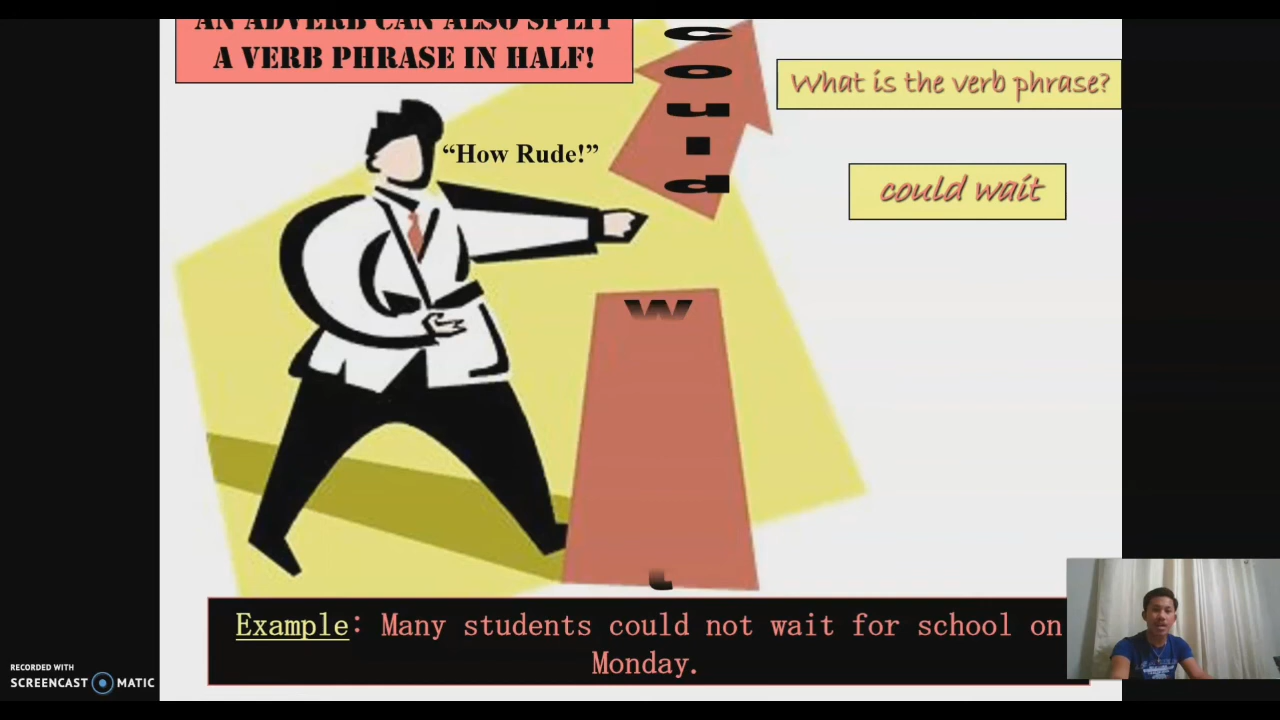 AN ADVERB CAN ALSO SPLIT
A VERB PHRASE IN HALF!
"How Rude!"
could
w
What is the verb phrase?
could wait
Example: Many students could not wait for school on
Monday.
RECORDED WITH
SCREENCAST MATIC